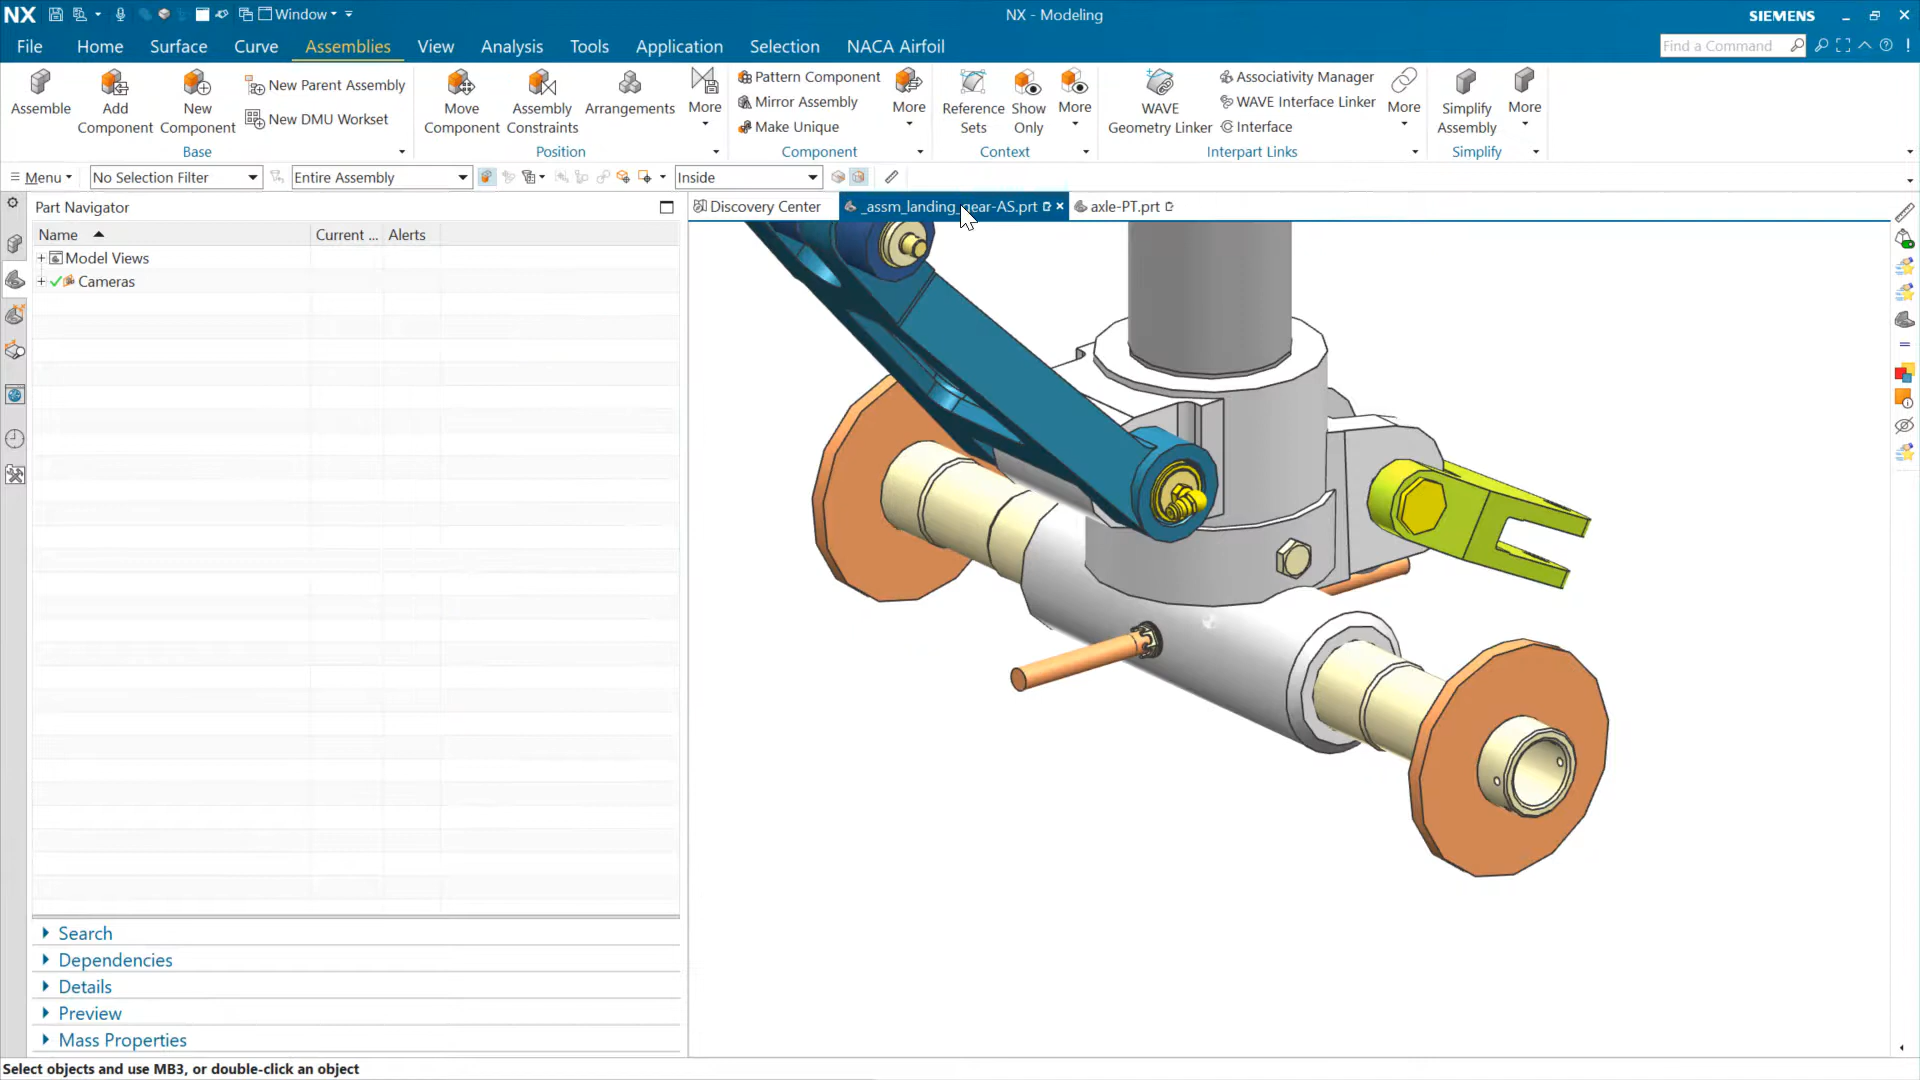 NX
Window
NX - Modeling
SIEMENS
File
Home
Surface
Curve
Assemblies
View
Analysis
Tools
Application
Selection
NACA Airfoil
Find a Command
Assemble
Add Component
New Component
New Parent Assembly
New DMU Workset
Base
Move Component
Assembly Constraints
Arrangements
More
Position
Pattern Component
Mirror Assembly
Make Unique
More
Component
Reference Sets
Show Only
More
Context
WAVE Geometry Linker
Associativity Manager
WAVE Interface Linker
Interface
More
Interpart Links
Simplify Assembly
More
Simplify
Menu
No Selection Filter
Entire Assembly
Inside
Part Navigator
Discovery Center
_assm_landing_gear-AS.prt
axle-PT.prt
Name
Current ...
Alerts
Model Views
Cameras
Search
Dependencies
Details
Preview
Mass Properties
Select objects and use MB3, or double-click an object